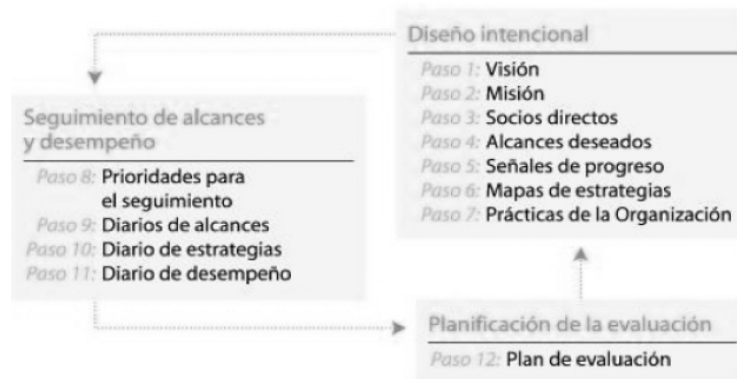 Diseño intencional
Paso 1: Visión
Paso 2: Misión
Paso 3: Socios directos
Paso 4: Alcances deseados
Paso 5: Señales de progreso
Paso 6: Mapas de estrategias
Paso 7: Prácticas de la Organización
Seguimiento de alcances
y desempeño
Paso 8: Prioridades para
el seguimiento
Paso 9: Diarios de alcances
Paso 10: Diario de estrategias
Paso 11: Diario de desempeño
Planificación de la evaluación
Paso 12: Plan de evaluación